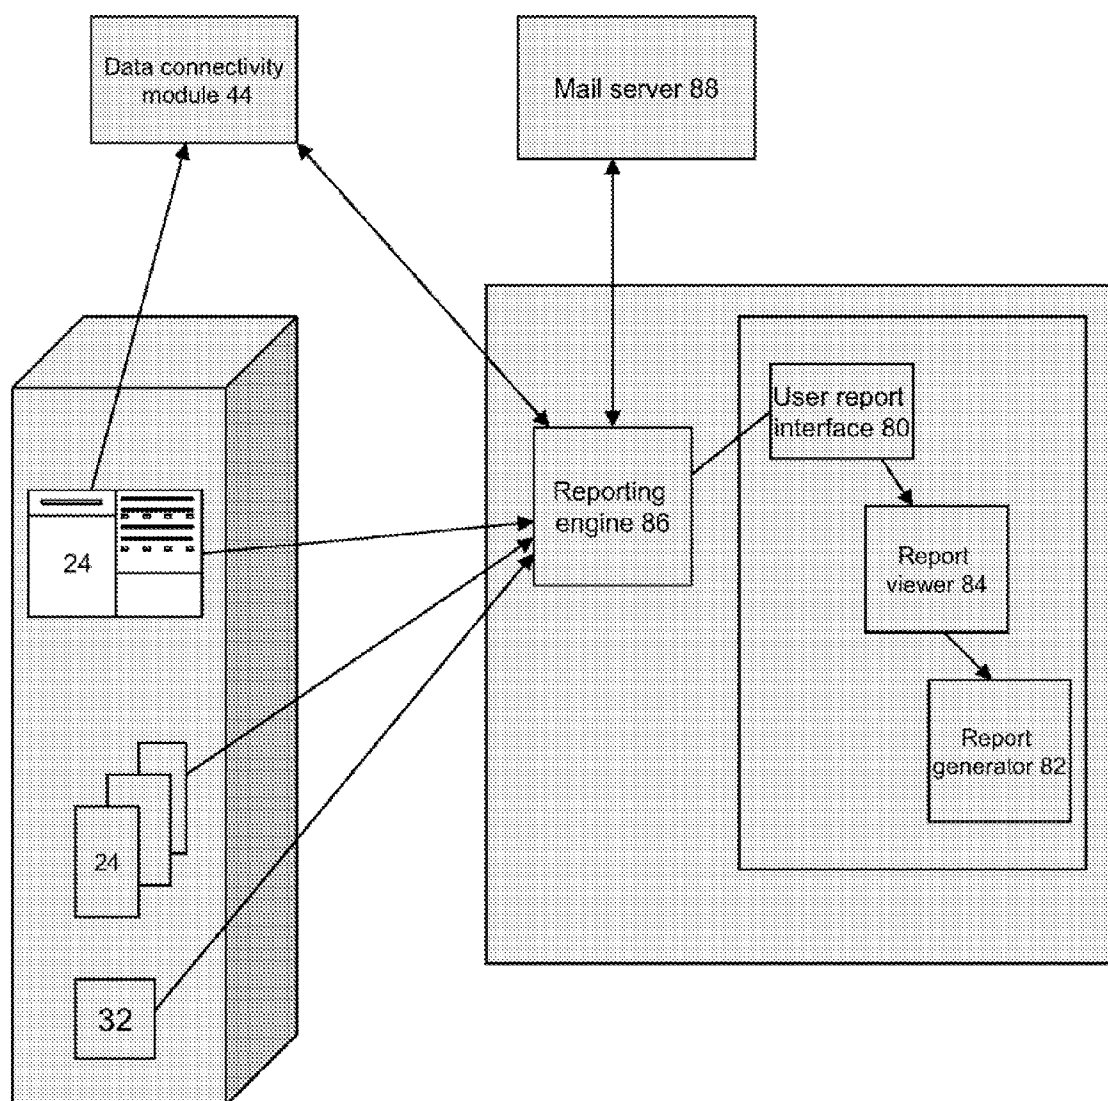 Data connectivity
module 44
Mail server 88
User report
interface 80
Reporting
engine 86
24
Report
viewer 84
Report
generator 82
24
32